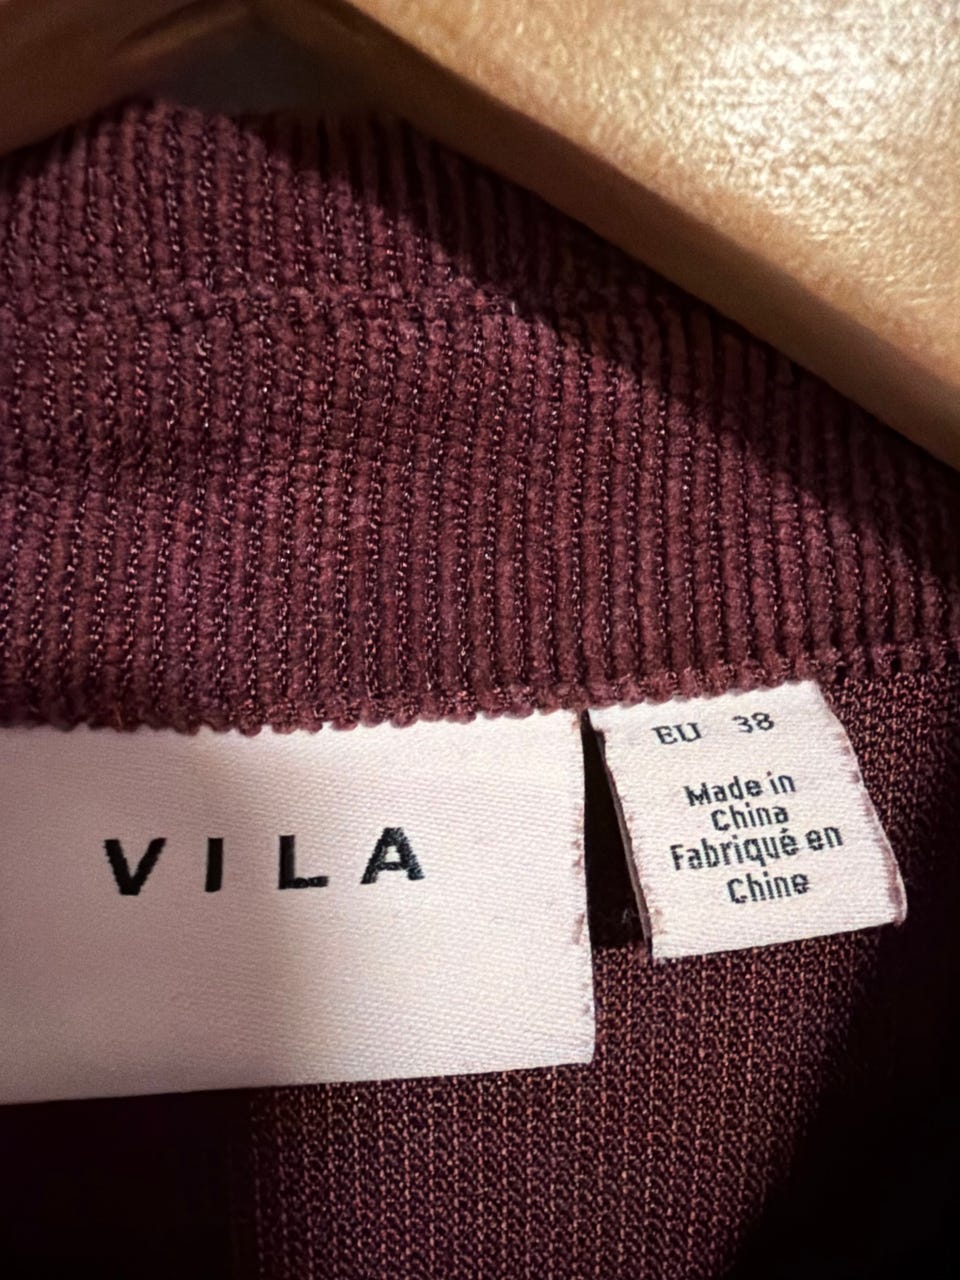 VILA
EU 38
Made in
China
Fabriqué en
Chine